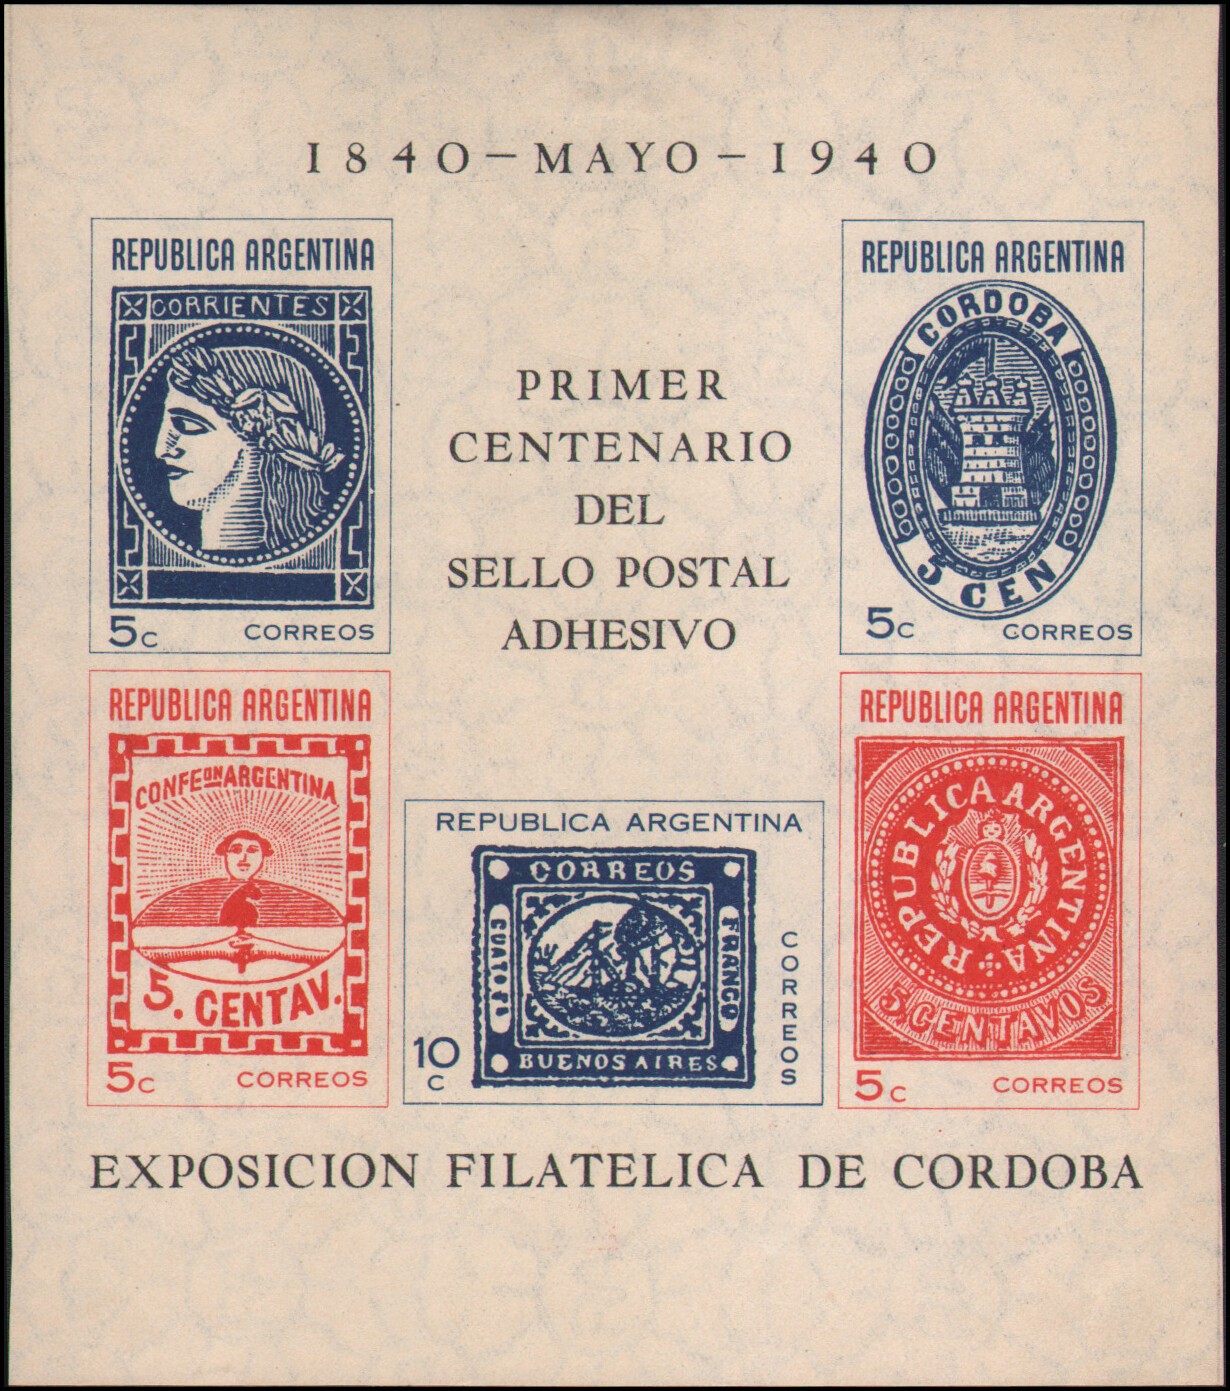 1840-MAYO-1940
REPUBLICA ARGENTINA
CORRIENTES
5c CORREOS
PRIMER
CENTENARIO
DEL
SELLO POSTAL
ADHESIVO
REPUBLICA ARGENTINA
CORDOBA
5 CEN
5c CORREOS
REPUBLICA ARGENTINA
CONFEON ARGENTINA
5. CENTAV.
5c CORREOS
REPUBLICA ARGENTINA
CORREOS
FRANCO
BUENOS AIRES
10 c
CORREOS
REPUBLICA ARGENTINA
REPUBLICA ARGENTINA
5 CENTAVOS
5c CORREOS
EXPOSICION FILATELICA DE CORDOBA